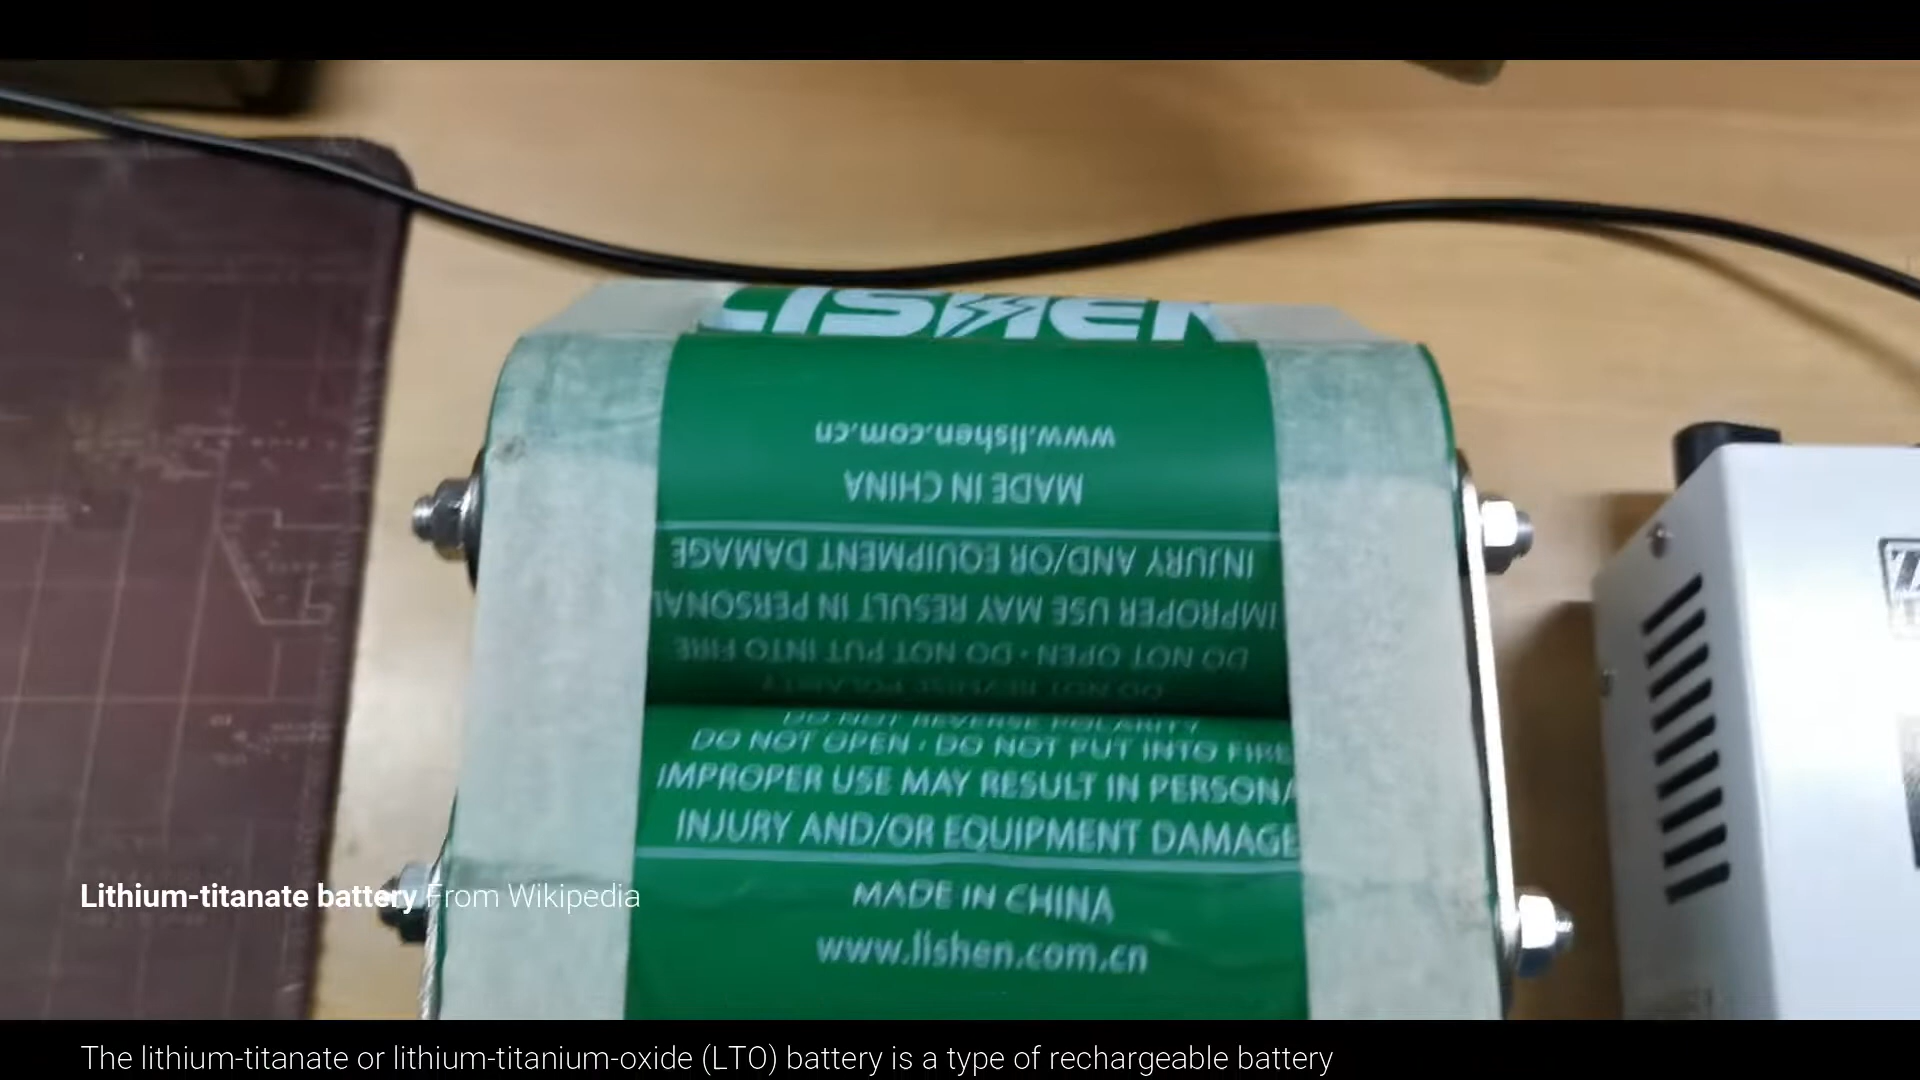 LISHEN
www.lishen.com.cn
MADE IN CHINA
INJURY AND/OR EQUIPMENT DAMAGE
IMPROPER USE MAY RESULT IN PERSONAL
DO NOT OPEN · DO NOT PUT INTO FIRE
DO NOT REVERSE POLARITY
DO NOT REVERSE POLARITY
DO NOT OPEN · DO NOT PUT INTO FIRE
IMPROPER USE MAY RESULT IN PERSONA
INJURY AND/OR EQUIPMENT DAMAGE
MADE IN CHINA
www.lishen.com.cn
Lithium-titanate battery From Wikipedia
The lithium-titanate or lithium-titanium-oxide (LTO) battery is a type of rechargeable battery